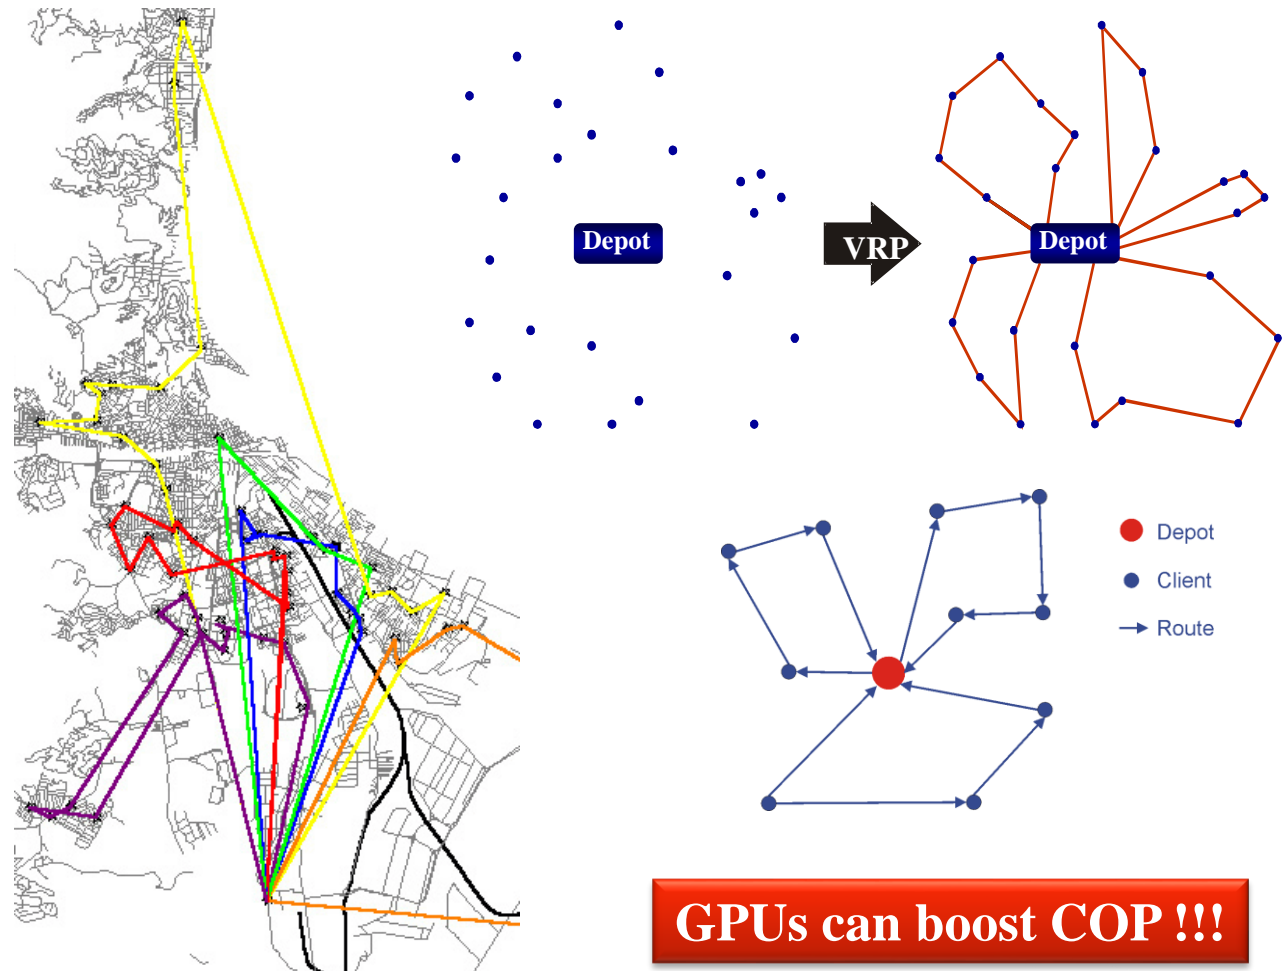 Depot
VRP
Depot
Depot
Client
Route
GPUs can boost COP !!!